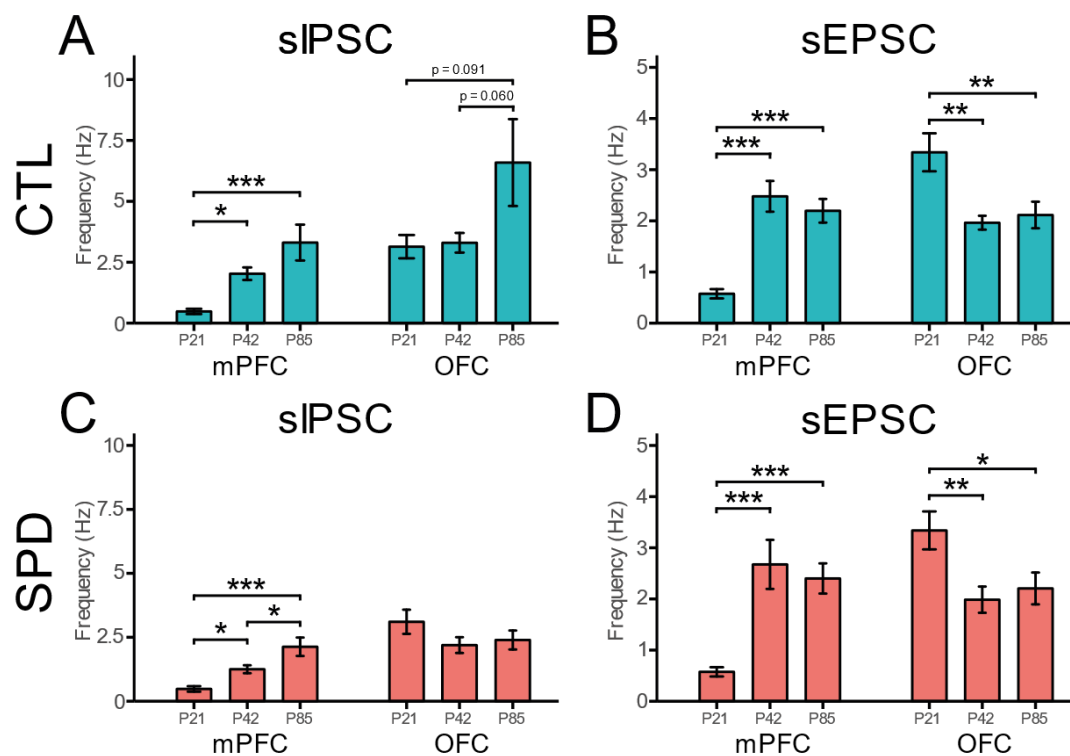 A
sIPSC
CTL
Frequency (Hz)
10
7.5
5
2.5
0
***
*
p = 0.091
p = 0.060
P21 P42 P85 P21 P42 P85
mPFC OFC
B
sEPSC
Frequency (Hz)
5
4
3
2
1
0
***
***
**
**
P21 P42 P85 P21 P42 P85
mPFC OFC
C
sIPSC
SPD
Frequency (Hz)
10
7.5
5
2.5
0
***
* *
P21 P42 P85 P21 P42 P85
mPFC OFC
D
sEPSC
Frequency (Hz)
5
4
3
2
1
0
***
***
*
**
P21 P42 P85 P21 P42 P85
mPFC OFC